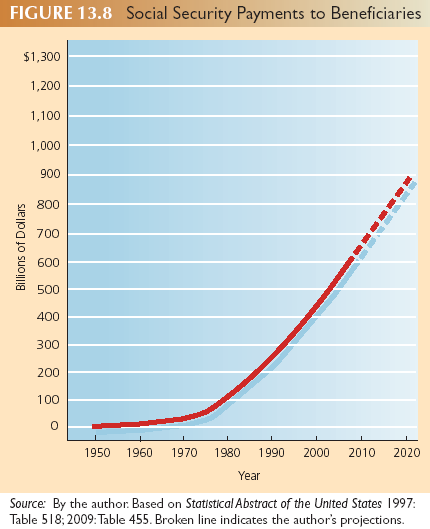 FIGURE 13.8 Social Security Payments to Beneficiaries
$1,300
1,200
1,100
1,000
900
800
700
600
500
400
300
200
100
0
Billions of Dollars
1950 1960 1970 1980 1990 2000 2010 2020
Year
Source: By the author. Based on Statistical Abstract of the United States 1997:
Table 518; 2009: Table 455. Broken line indicates the author's projections.